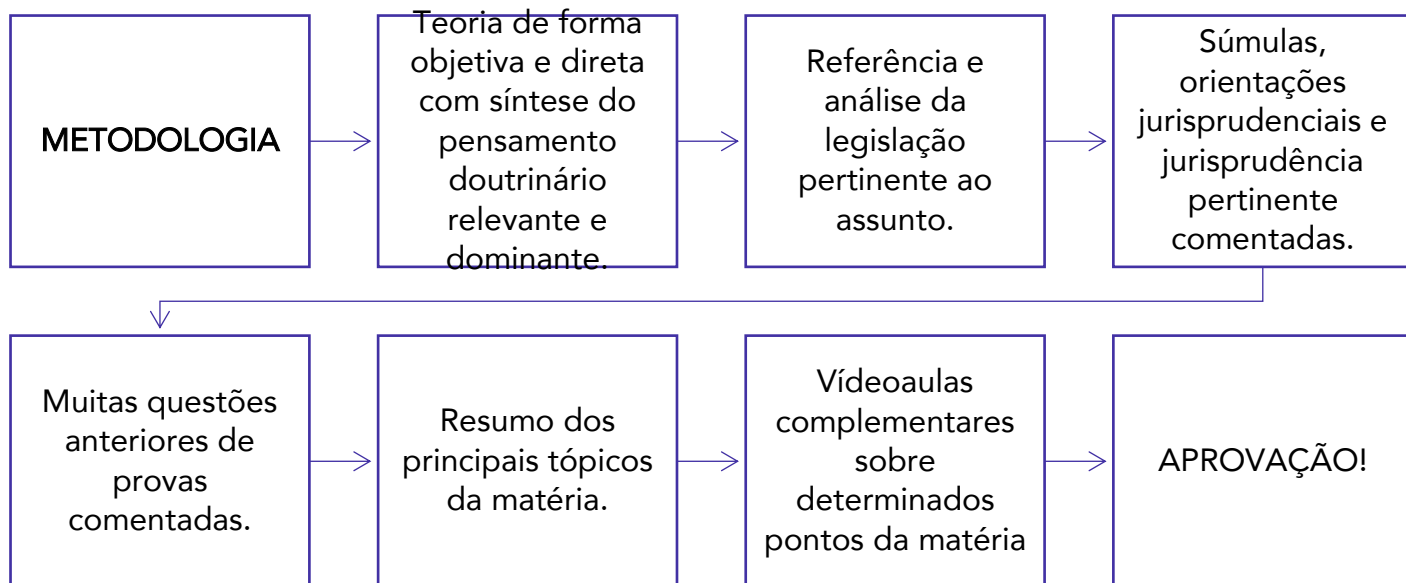 METODOLOGIA
Teoria de forma
objetiva e direta
com síntese do
pensamento
doutrinário
relevante e
dominante.
Referência e
análise da
legislação
pertinente ao
assunto.
Súmulas,
orientações
jurisprudenciais e
jurisprudência
pertinente
comentadas.
Muitas questões
anteriores de
provas
comentadas.
Resumo dos
principais tópicos
da matéria.
Vídeoaulas
complementares
sobre
determinados
pontos da matéria
APROVAÇÃO!